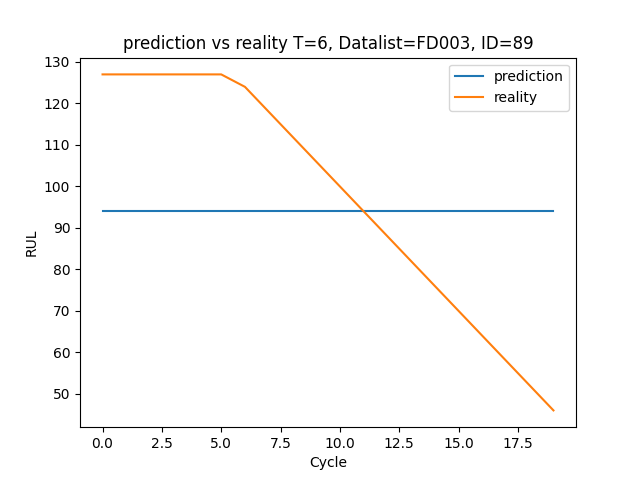 prediction vs reality T=6, Datalist=FD003, ID=89
prediction
reality
130
120
110
100
90
80
70
60
50
RUL
0.0 2.5 5.0 7.5 10.0 12.5 15.0 17.5
Cycle